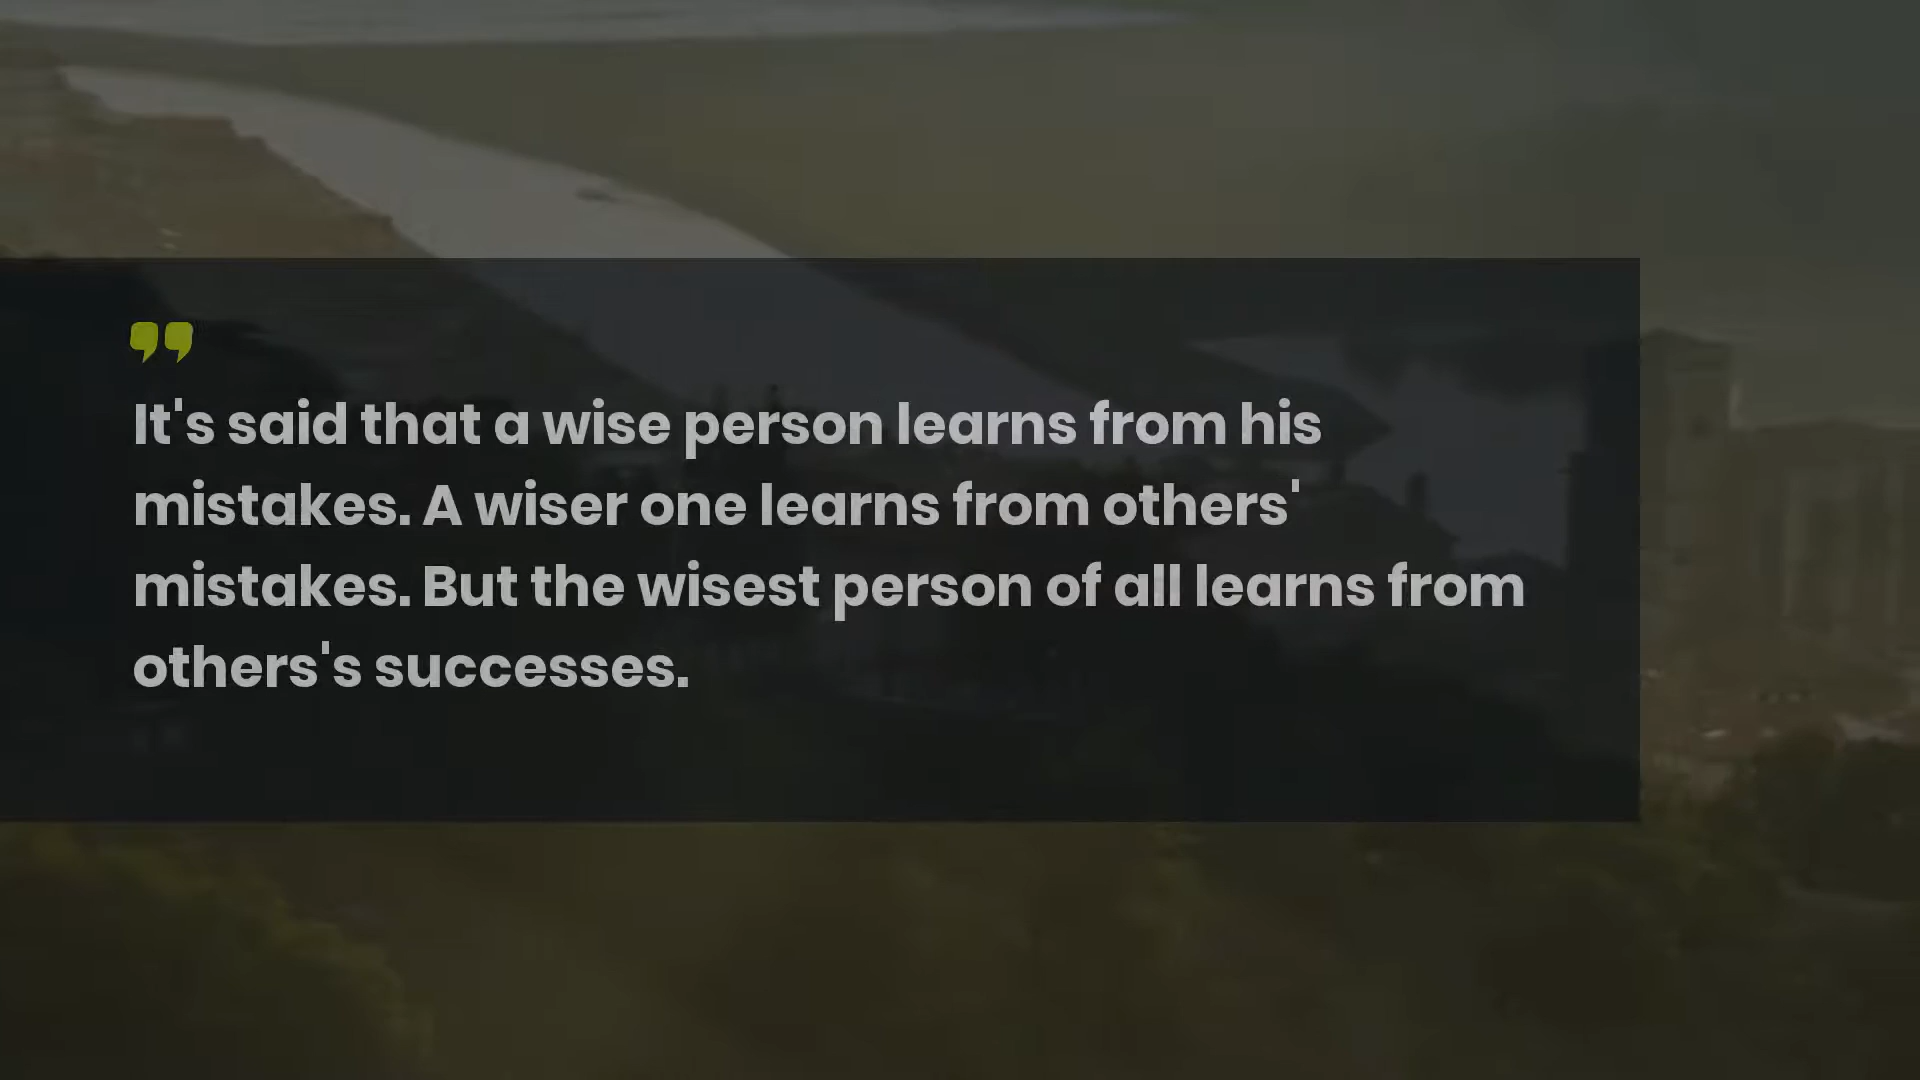 It's said that a wise person learns from his
mistakes. A wiser one learns from others'
mistakes. But the wisest person of all learns from
others's successes.